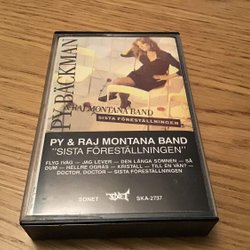 PY BÄCKMAN
& RAJ MONTANA BAND
SISTA FÖRESTÄLLNINGEN
PY & RAJ MONTANA BAND
"SISTA FÖRESTÄLLNINGEN"
FLYG IVÄG — JAG LEVER — DEN LÅNGA SÖMNEN — SÅ
DUM — HELLRE OGRÄS — KRISTALL — TILL EN VÄN?
DOCTOR, DOCTOR — SISTA FÖRESTÄLLNINGEN
SONET
SKA-2737